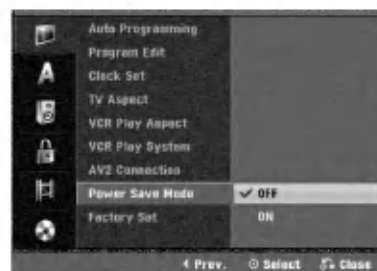 Auto Programming
Program Edit
A
Clock Set
TV Aspect
VCR Play Aspect
VCR Play System
AV2 Connection
Power Save Mode ✓ OFF
Factory Set ON
Prev. Select Close